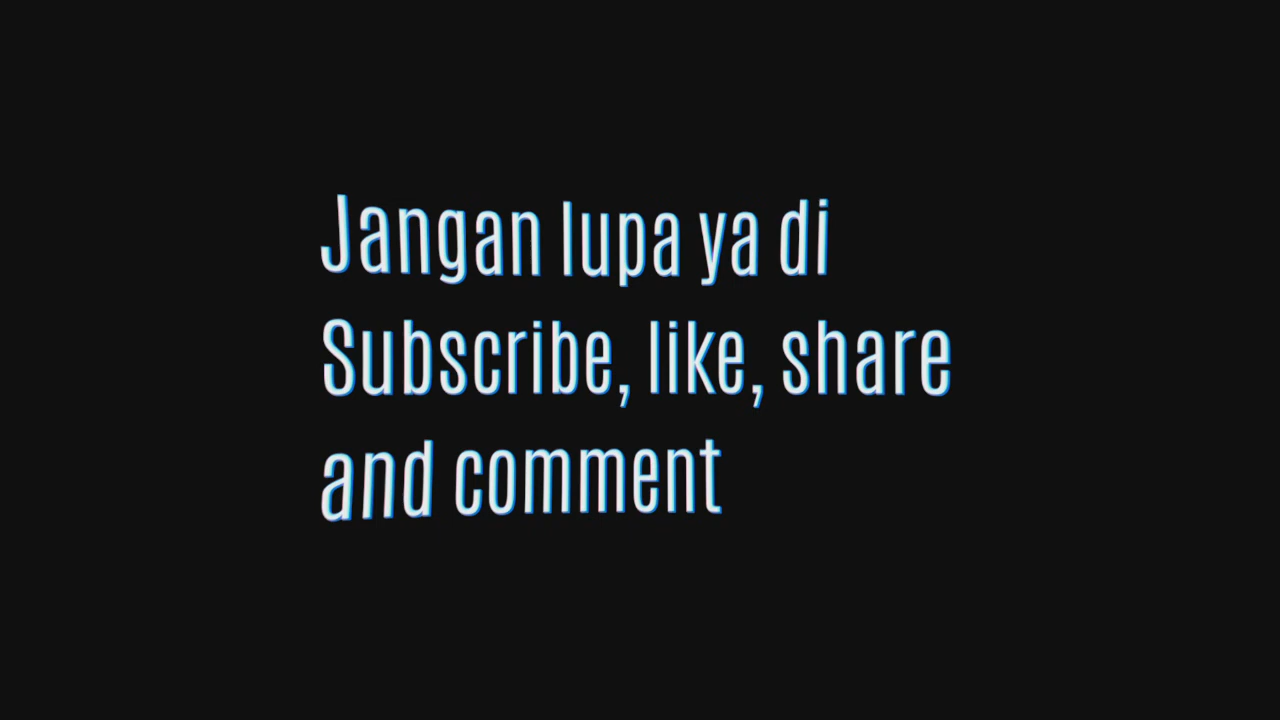 Jangan lupa ya di
Subscribe, like, share
and comment